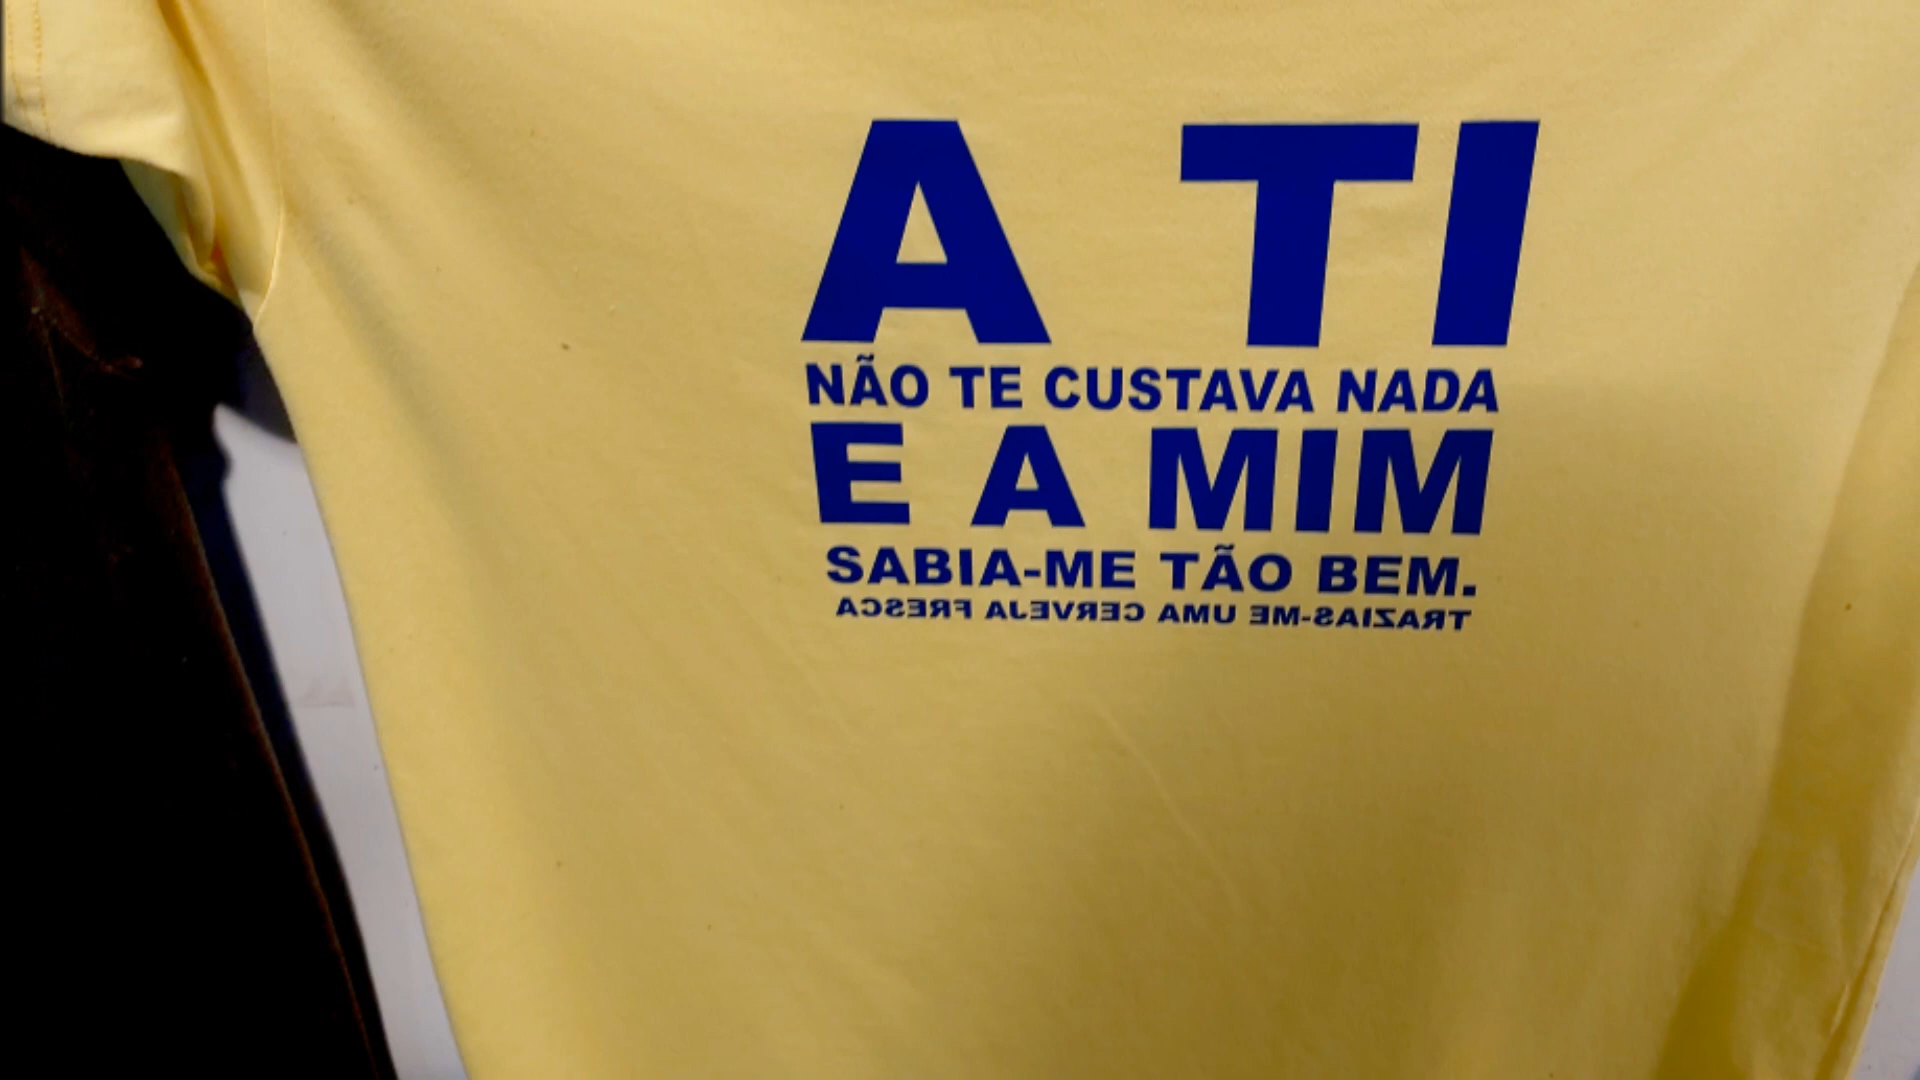 A TI
NÃO TE CUSTAVA NADA
E A MIM
SABIA-ME TÃO BEM.
TRAZIAS-ME UMA CERVEJA FRESCA